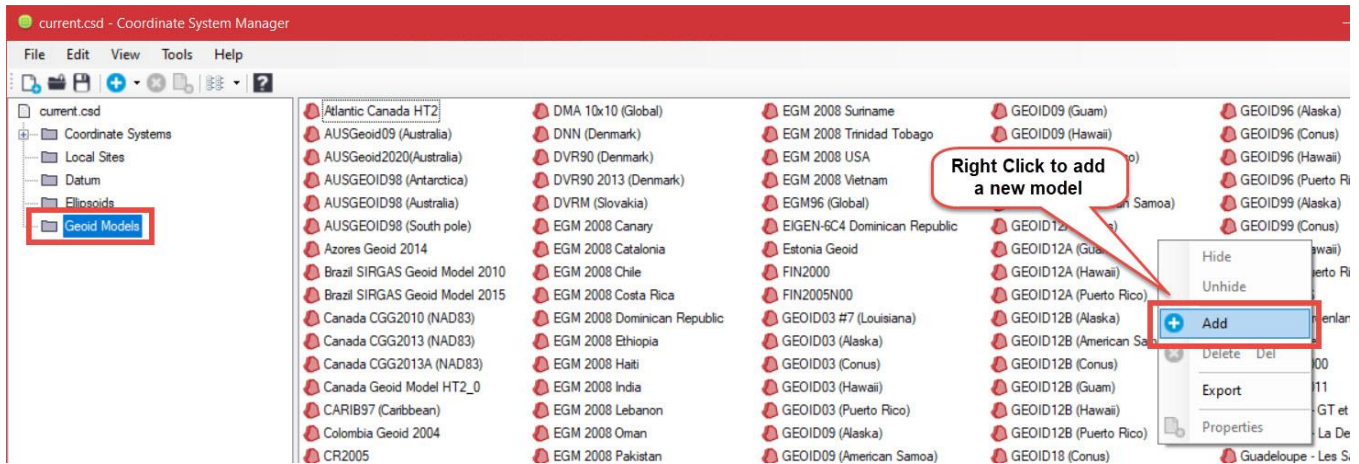 current.csd - Coordinate System Manager
File Edit View Tools Help
current.csd
Coordinate Systems
Local Sites
Datum
Ellipsoids
Geoid Models
Atlantic Canada HT2
AUSGeoid09 (Australia)
AUSGeoid2020(Australia)
AUSGEOID98 (Antarctica)
AUSGEOID98 (Australia)
AUSGEOID98 (South pole)
Azores Geoid 2014
Brazil SIRGAS Geoid Model 2010
Brazil SIRGAS Geoid Model 2015
Canada CGG2010 (NAD83)
Canada CGG2013 (NAD83)
Canada CGG2013A (NAD83)
Canada Geoid Model HT2_0
CARIB97 (Caribbean)
Colombia Geoid 2004
CR2005
DMA 10x10 (Global)
DNN (Denmark)
DVR90 (Denmark)
DVR90 2013 (Denmark)
DVRM (Slovakia)
EGM 2008 Canary
EGM 2008 Catalonia
EGM 2008 Chile
EGM 2008 Costa Rica
EGM 2008 Dominican Republic
EGM 2008 Ethiopia
EGM 2008 Haiti
EGM 2008 India
EGM 2008 Lebanon
EGM 2008 Oman
EGM 2008 Pakistan
EGM 2008 Suriname
EGM 2008 Trinidad Tobago
EGM 2008 USA
EGM 2008 Vietnam
EGM96 (Global)
EIGEN-6C4 Dominican Republic
Estonia Geoid
FIN2000
FIN2005N00
GEOID03 #7 (Louisiana)
GEOID03 (Alaska)
GEOID03 (Conus)
GEOID03 (Hawaii)
GEOID03 (Puerto Rico)
GEOID09 (Alaska)
GEOID09 (American Samoa)
GEOID09 (Guam)
GEOID09 (Hawaii)
Samoa)
GEOID12A (Hawaii)
GEOID12A (Puerto Rico)
GEOID12B (Alaska)
GEOID12B (American
GEOID12B (Conus)
GEOID12B (Guam)
GEOID12B (Hawaii)
GEOID12B (Puerto Rico)
GEOID18 (Conus)
GEOID96 (Alaska)
GEOID96 (Conus)
GEOID96 (Hawaii)
GEOID96 (Puerto
GEOID99 (Alaska)
GEOID99 (Conus)
GT et
La
Guadeloupe - Les
Right Click to add
a new model
Hide
Unhide
Add
Delete Del
Export
Properties